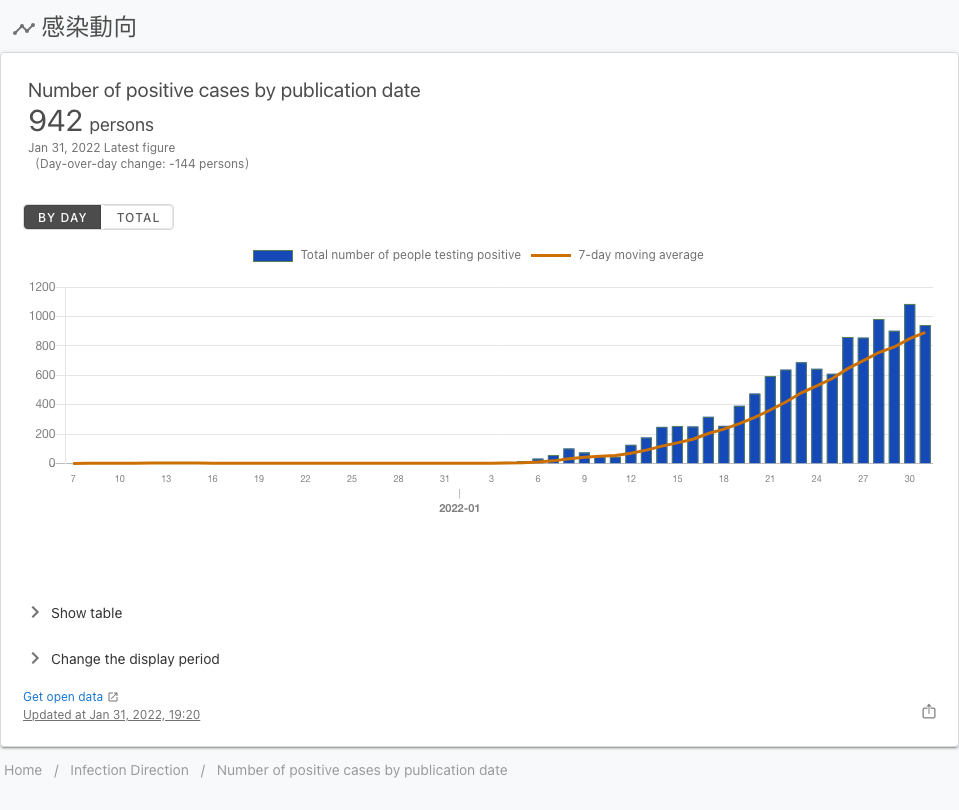 感染動向
Number of positive cases by publication date
942 persons
Jan 31, 2022 Latest figure
(Day-over-day change: -144 persons)
BY DAY TOTAL
Total number of people testing positive 7-day moving average
1200
1000
800
600
400
200
0
7 10 13 16 19 22 25 28 31 3 6 9 12 15 18 21 24 27 30
2022-01
Show table
Change the display period
Get open data
Updated at Jan 31, 2022, 19:20
Home / Infection Direction / Number of positive cases by publication date